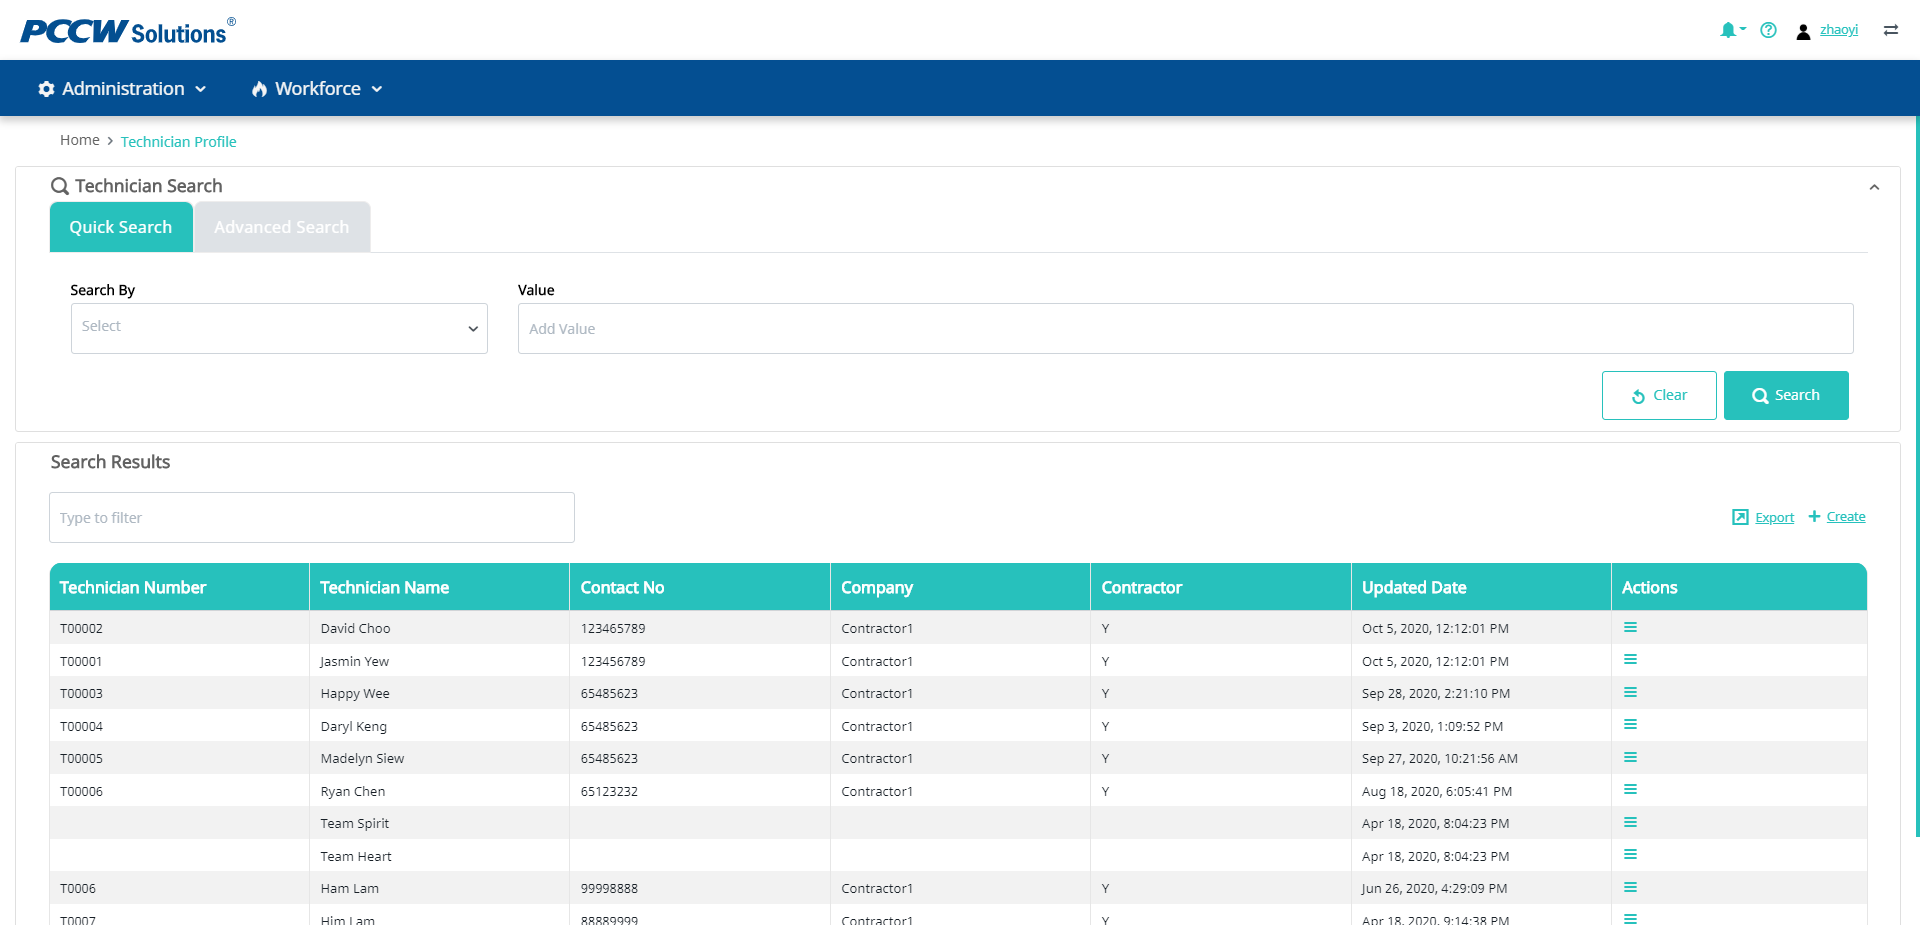 PCCW Solutions®
zhaoyi
Administration
Workforce
Home > Technician Profile
Technician Search
Quick Search
Advanced Search
Search By
Value
Select
Add Value
Clear
Search
Search Results
Type to filter
Export
Create
Technician Number Technician Name Contact No Company Contractor Updated Date Actions
T00002 David Choo 123465789 Contractor1 Y Oct 5, 2020, 12:12:01 PM
T00001 Jasmin Yew 123456789 Contractor1 Y Oct 5, 2020, 12:12:01 PM
T00003 Happy Wee 65485623 Contractor1 Y Sep 28, 2020, 2:21:10 PM
T00004 Daryl Keng 65485623 Contractor1 Y Sep 3, 2020, 1:09:52 PM
T00005 Madelyn Siew 65485623 Contractor1 Y Sep 27, 2020, 10:21:56 AM
T00006 Ryan Chen 65123232 Contractor1 Y Aug 18, 2020, 6:05:41 PM
Team Spirit Apr 18, 2020, 8:04:23 PM
Team Heart Apr 18, 2020, 8:04:23 PM
T0006 Ham Lam 99998888 Contractor1 Y Jun 26, 2020, 4:29:09 PM
T0007 Him Lam 88889999 Contractor1 Y Apr 18, 2020, 9:14:38 PM